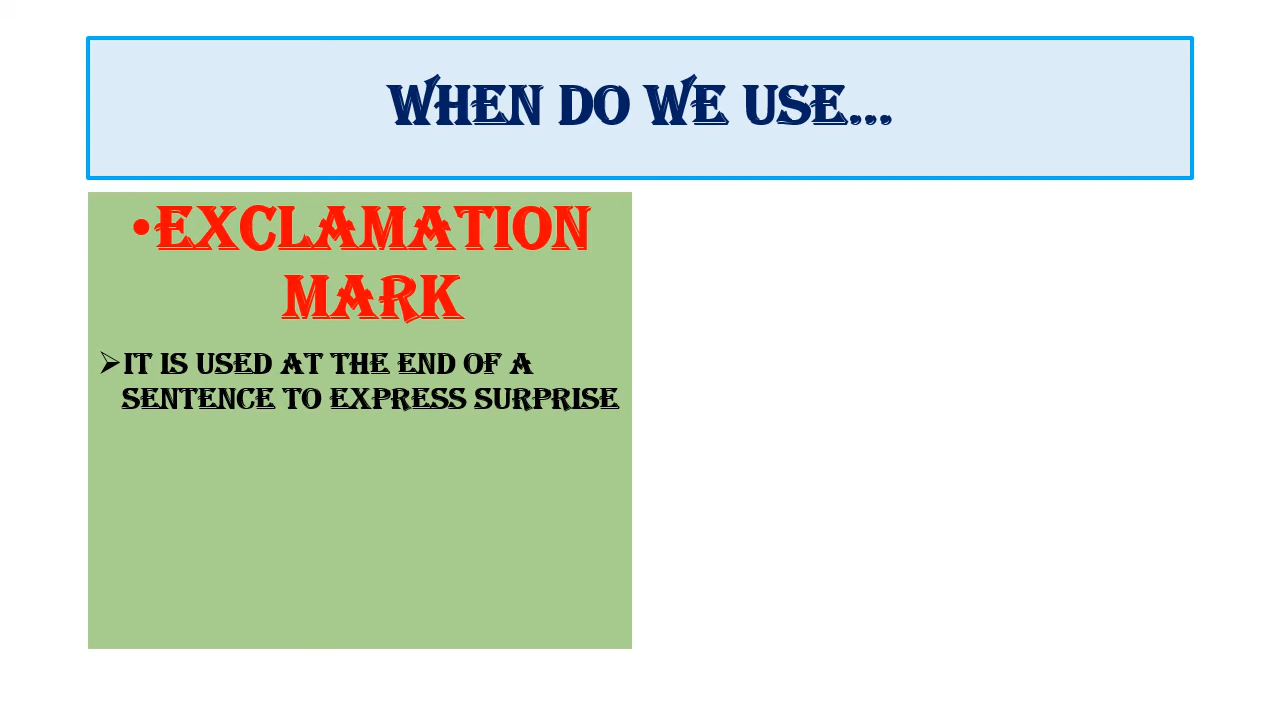 WHEN DO WE USE...
•EXCLAMATION
MARK
➢IT IS USED AT THE END OF A
SENTENCE TO EXPRESS SURPRISE